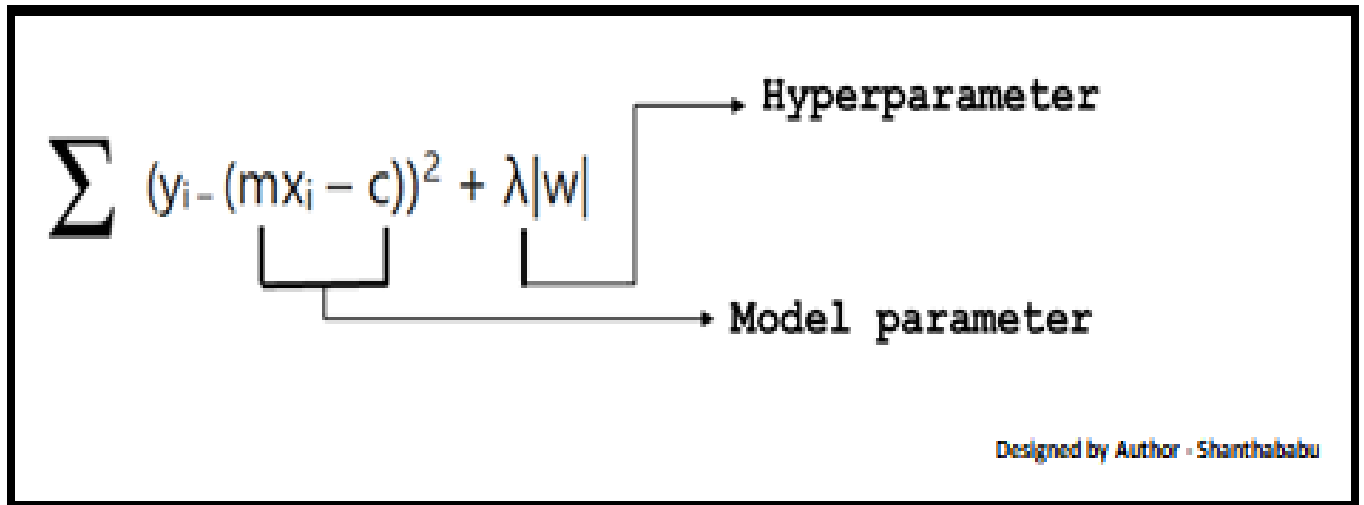 Hyperparameter
∑ (yᵢ₋ (mxᵢ – c))² + λ|w|
Model parameter
Designed by Author - Shanthababu